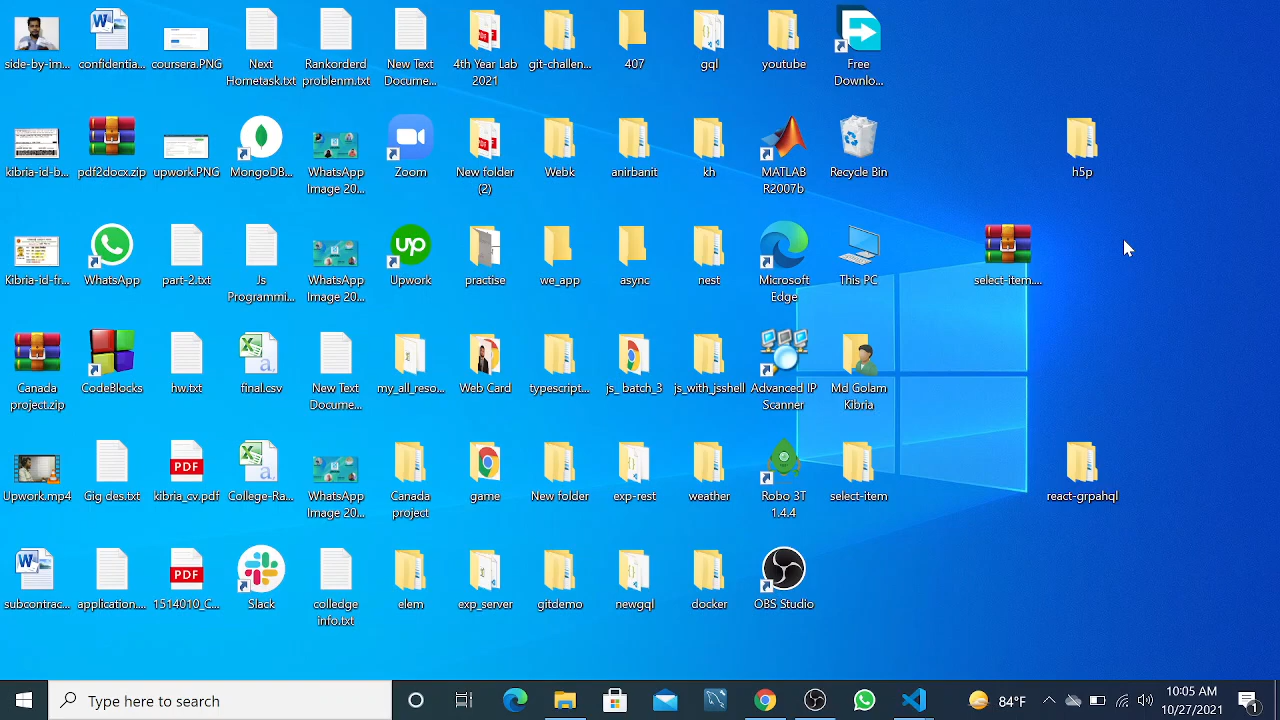 side-by-im...
confidentia...
coursera.PNG
Next
Hometask.txt
Rankorderd
problenm.txt
New Text
Docume...
4th Year Lab
2021
git-challen...
407
gql
youtube
Free
Downlo...
kibria-id-b...
pdf2docx.zip
upwork.PNG
MongoDB...
WhatsApp
Image 20...
Zoom
New folder
(2)
Webk
anirbanit
kh
MATLAB
R2007b
Recycle Bin
h5p
Kibria-id-fr...
WhatsApp
part-2.txt
Js
Programmi...
WhatsApp
Image 20...
up
Upwork
practise
we_app
async
nest
Microsoft
Edge
This PC
select-item....
Canada
project.zip
CodeBlocks
hw.txt
final.csv
New Text
Docume...
my_all_reso...
Web Card
typescript...
js_ batch_3
js_with_jsshell
Advanced IP
Scanner
Md Golam
Kibria
Upwork.mp4
Gig des.txt
PDF
kibria_cv.pdf
College-Ra...
WhatsApp
Image 20...
Canada
project
game
New folder
exp-rest
weather
Robo 3T
1.4.4
select-item
react-grpahql
subcontrac...
application....
PDF
1514010_C...
Slack
colledge
info.txt
elem
exp_server
gitdemo
newgql
docker
OBS Studio
Type here to search
84°F
10:05 AM
10/27/2021
1